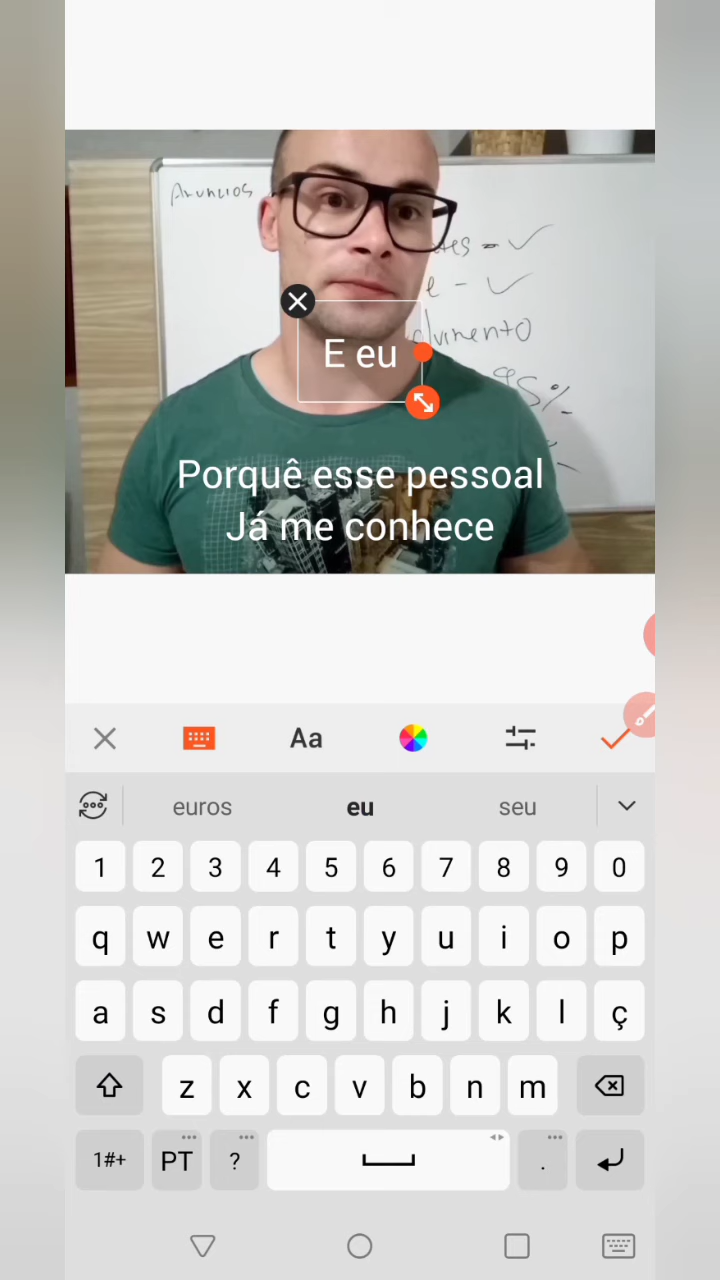 Anuncios
E eu
95%
Porquê esse pessoal
Já me conhece
Aa
euros eu seu
1 2 3 4 5 6 7 8 9 0
q w e r t y u i o p
a s d f g h j k l ç
z x c v b n m
1#+ PT ? .